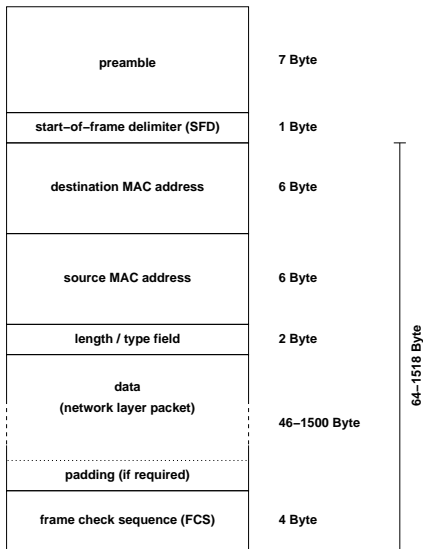 preamble
7 Byte
start−of−frame delimiter (SFD)
1 Byte
destination MAC address
6 Byte
source MAC address
6 Byte
length / type field
2 Byte
data
(network layer packet)
46−1500 Byte
padding (if required)
frame check sequence (FCS)
4 Byte
64−1518 Byte